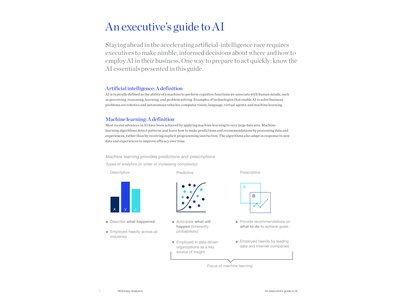 An executive's guide to AI
Staying ahead in the accelerating artificial-intelligence race requires
executives to make nimble, informed decisions about where and how to
employ AI in their business. One way to prepare to act quickly: know the
AI essentials presented in this guide.
Artificial intelligence: A definition
AI is typically defined as the ability of a machine to perform cognitive functions we associate with human minds, such
as perceiving, reasoning, learning, and problem solving. Examples of technologies that enable AI to solve business
problems are robotics and autonomous vehicles, computer vision, language, virtual agents, and machine learning.
Machine learning: A definition
Most recent advances in AI have been achieved by applying machine learning to very large data sets. Machine-
learning algorithms detect patterns and learn how to make predictions and recommendations by processing data and
experiences, rather than by receiving explicit programming instruction. The algorithms also adapt in response to new
data and experiences to improve efficacy over time.
Machine learning provides predictions and prescriptions
Types of analytics (in order of increasing complexity)
Descriptive
Predictive
Prescriptive
Describe what happened
Employed heavily across all
industries
Anticipate what will
happen (inherently
probabilistic)
Employed in data-driven
organizations as a key
source of insight
Provide recommendations on
what to do to achieve goals
Employed heavily by leading
data and Internet companies
Focus of machine learning
McKinsey Analytics
An executive's guide to AI